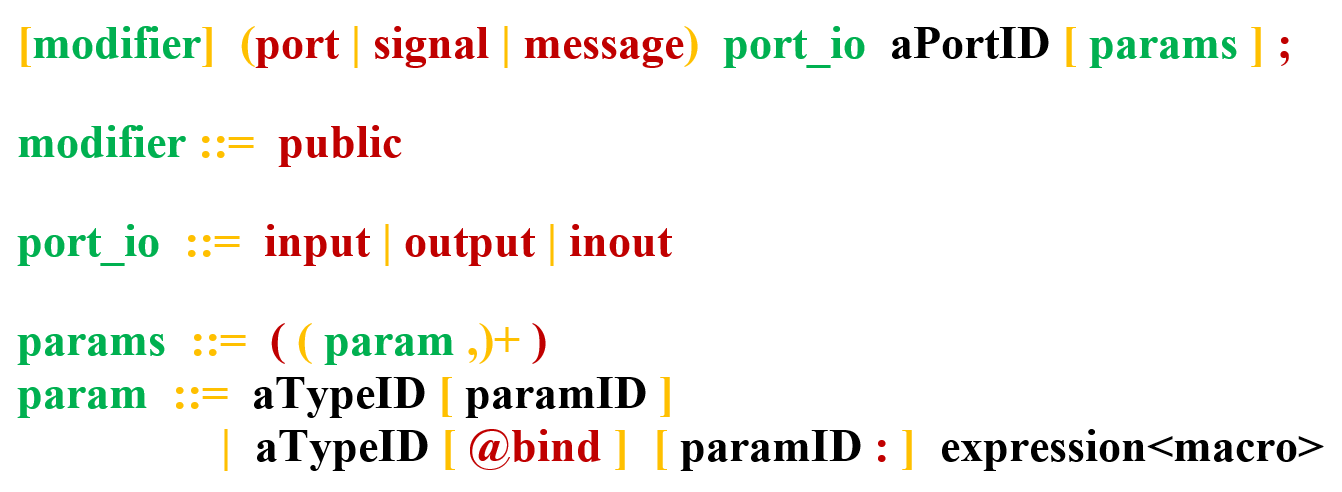 [modifier] (port | signal | message) port_io aPortID [ params ] ;
modifier ::= public
port_io ::= input | output | inout
params ::= ( ( param ,)+ )
param ::= aTypeID [ paramID ]
| aTypeID [ @bind ] [ paramID : ] expression<macro>